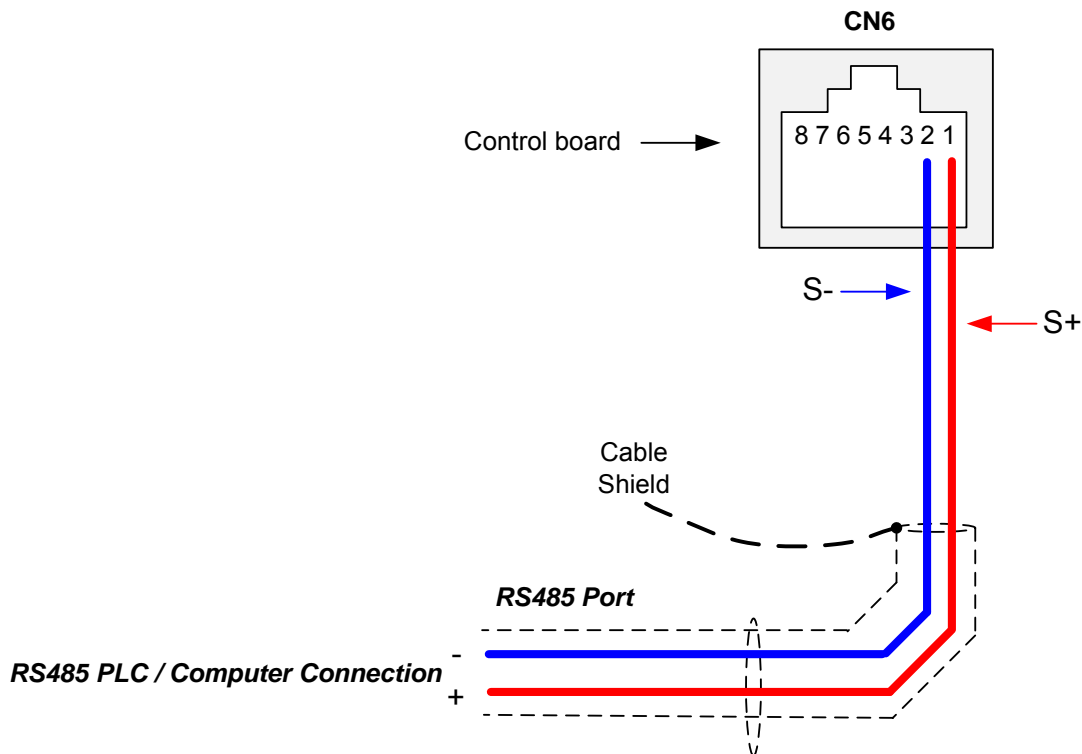 CN6
Control board
8 7 6 5 4 3 2 1
S-
S+
Cable
Shield
RS485 Port
-
RS485 PLC / Computer Connection
+